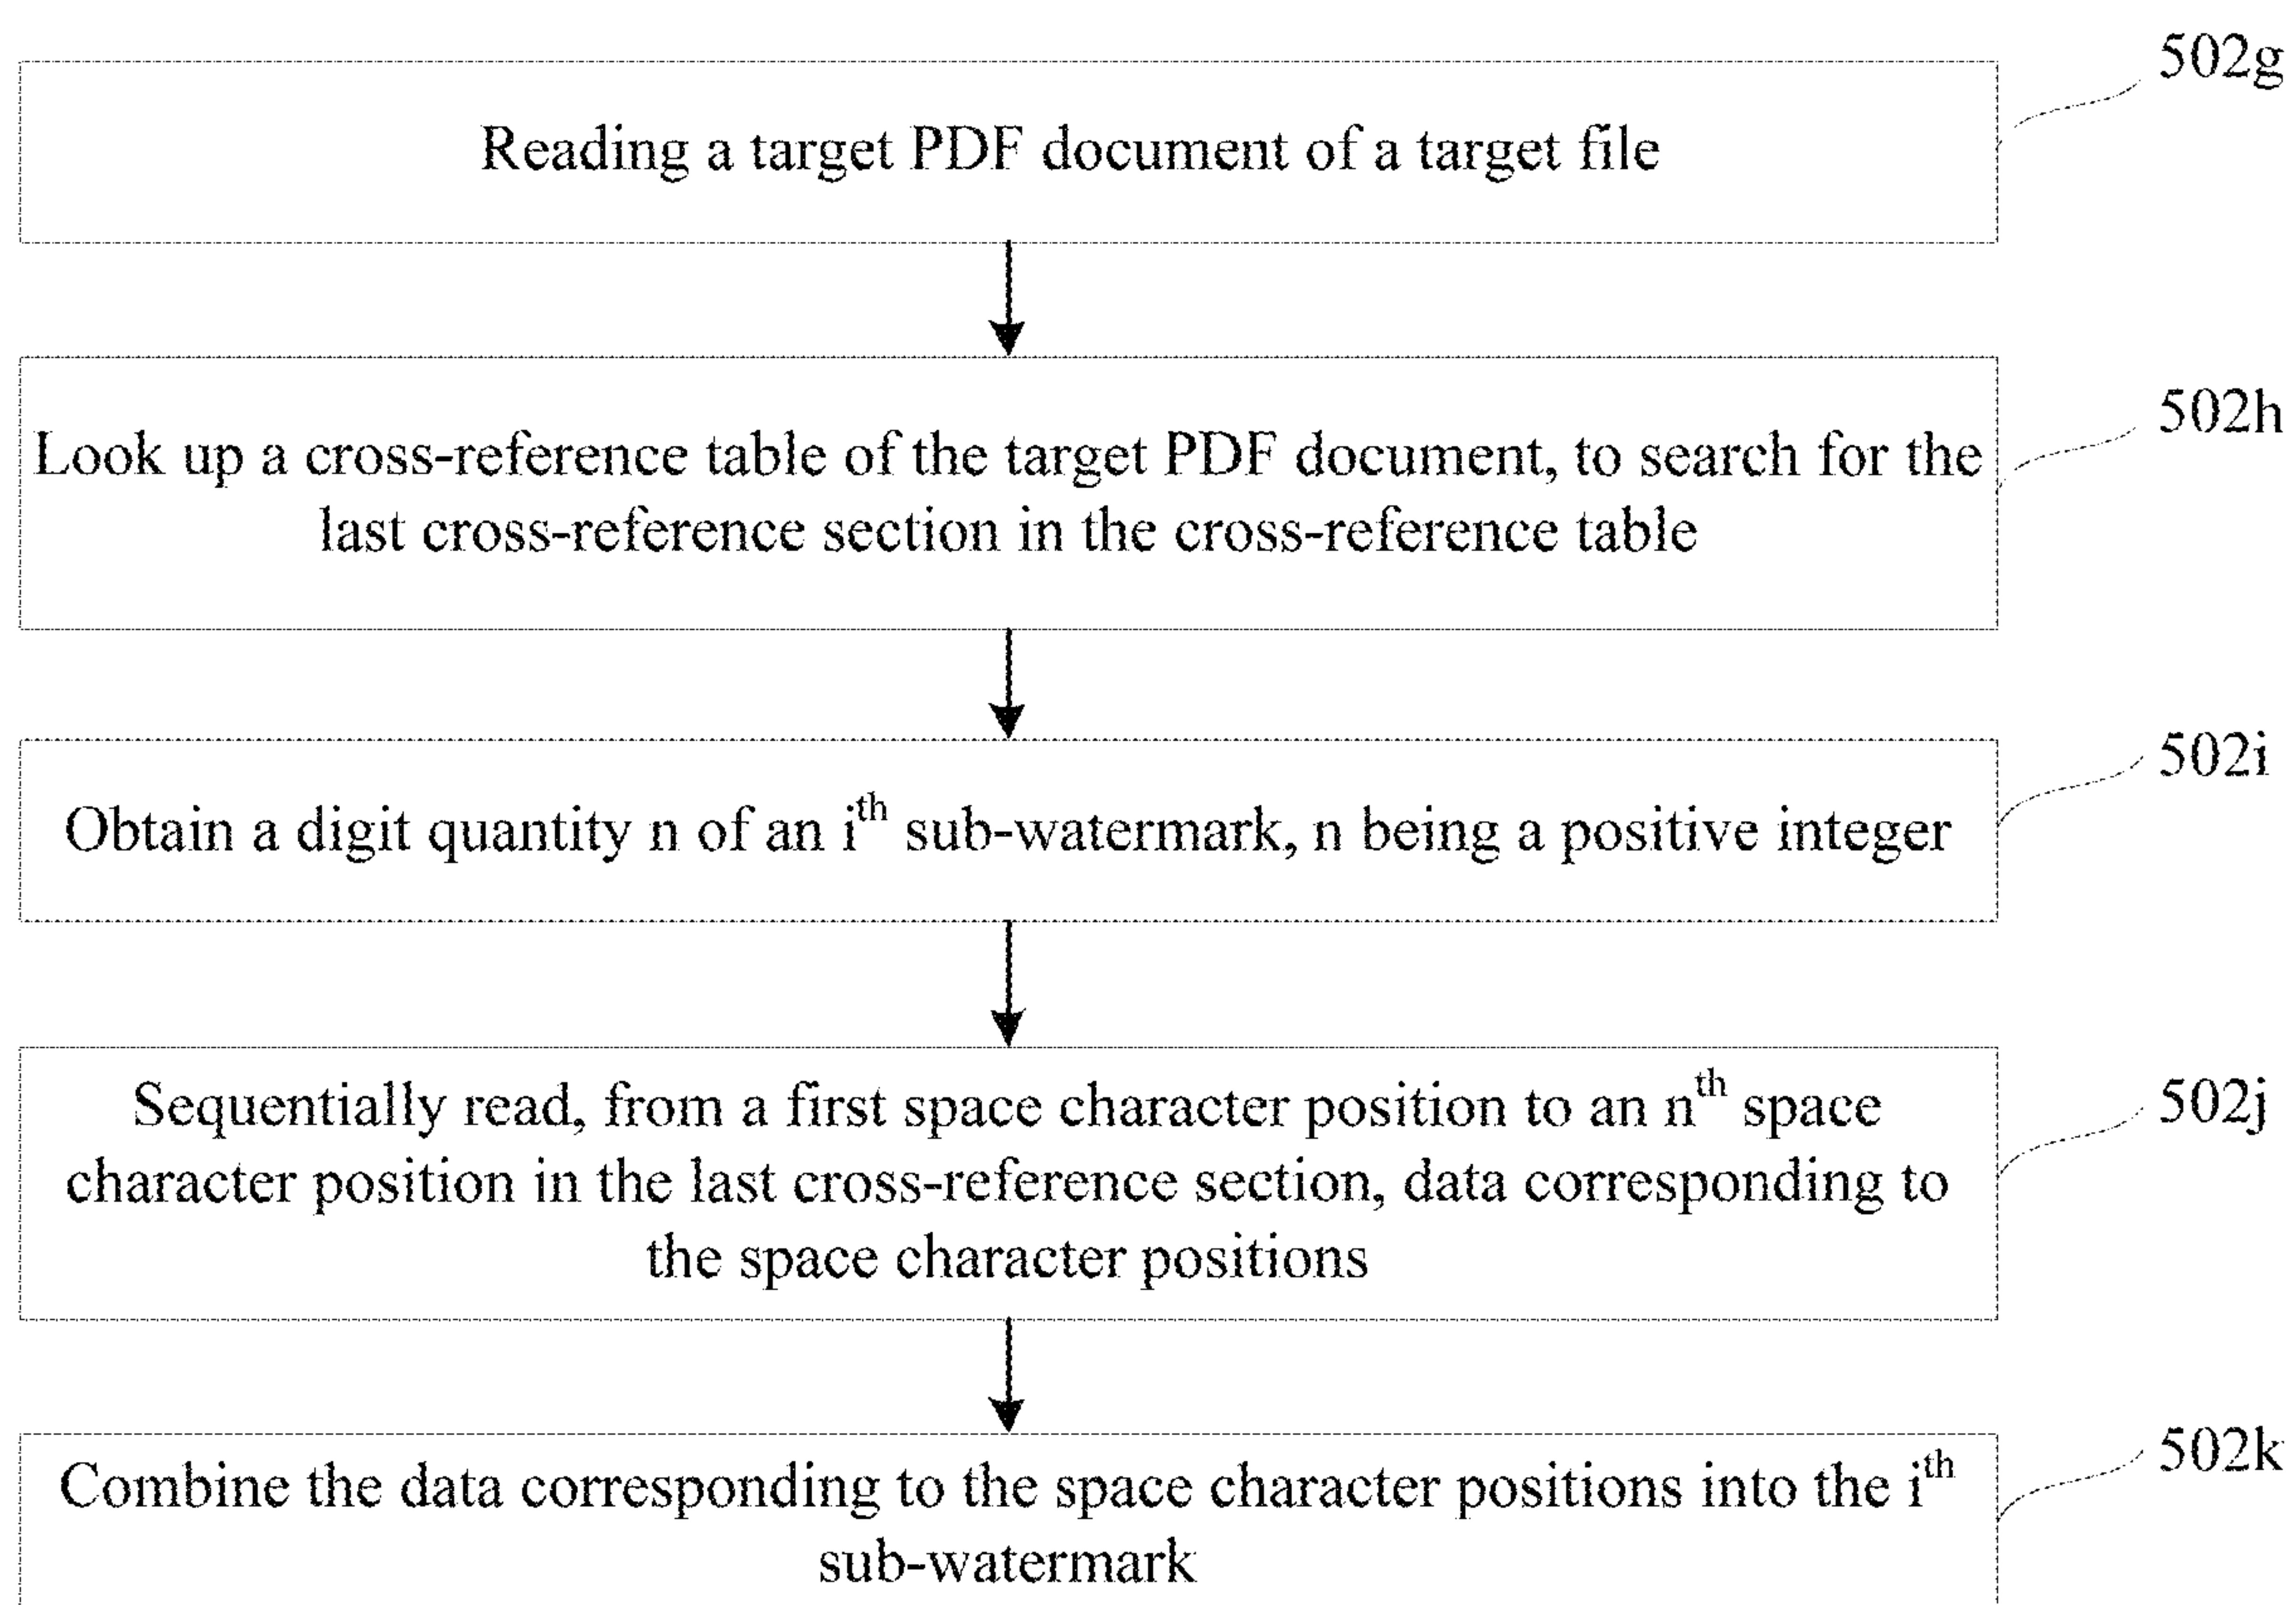 502g
Reading a target PDF document of a target file
502h
Look up a cross-reference table of the target PDF document, to search for the
last cross-reference section in the cross-reference table
502i
Obtain a digit quantity n of an i^th sub-watermark, n being a positive integer
502j
Sequentially read, from a first space character position to an n^th space
character position in the last cross-reference section, data corresponding to
the space character positions
502k
Combine the data corresponding to the space character positions into the i^th
sub-watermark